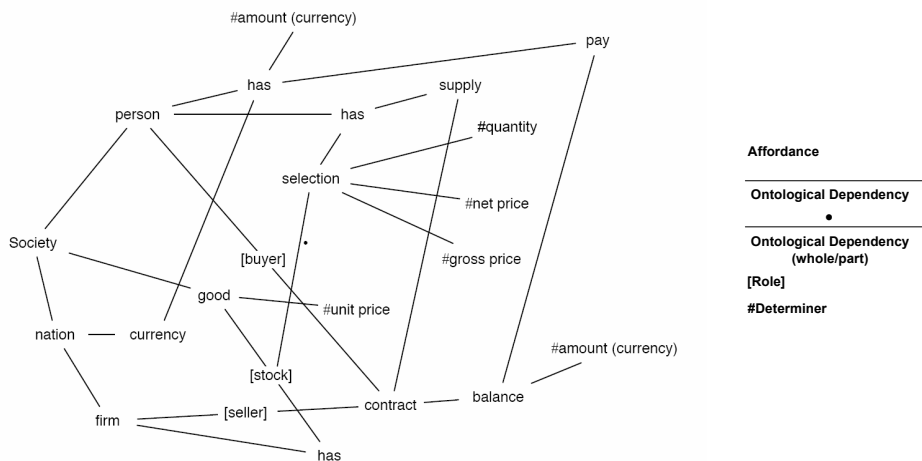 #amount (currency)
pay
has
supply
person
has
#quantity
selection
#net price
Society
[buyer]
#gross price
good
#unit price
nation
currency
#amount (currency)
[stock]
balance
contract
[seller]
firm
has
Affordance
Ontological Dependency
Ontological Dependency
(whole/part)
[Role]
#Determiner